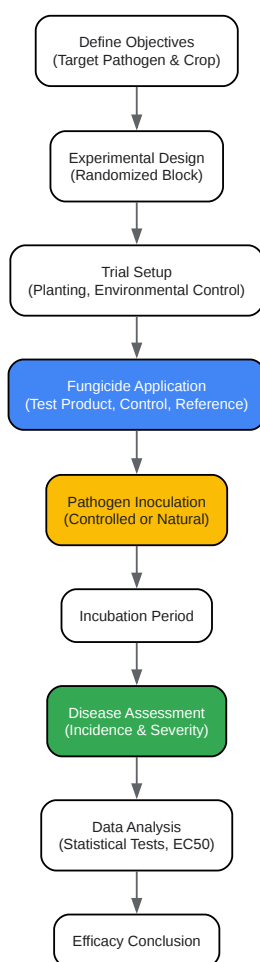 Define Objectives
(Target Pathogen & Crop)
Experimental Design
(Randomized Block)
Trial Setup
(Planting, Environmental Control)
Fungicide Application
(Test Product, Control, Reference)
Pathogen Inoculation
(Controlled or Natural)
Incubation Period
Disease Assessment
(Incidence & Severity)
Data Analysis
(Statistical Tests, EC50)
Efficacy Conclusion